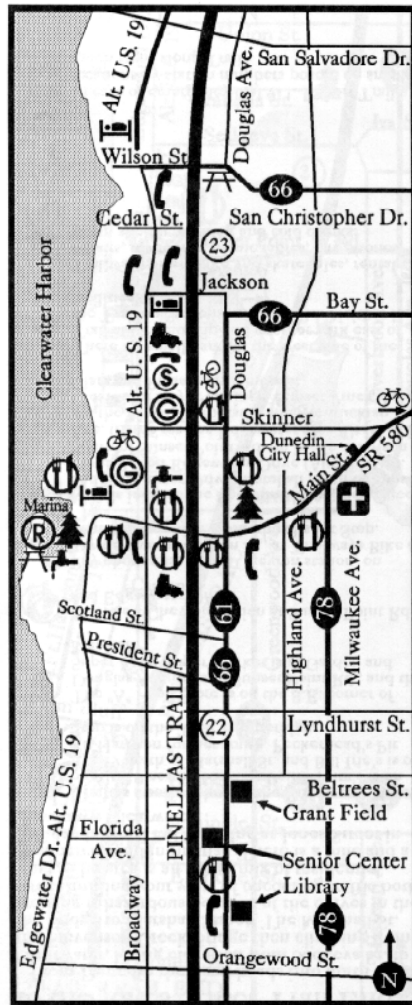 Alt. U.S. 19
Douglas Ave.
San Salvadore Dr.
Wilson St.
66
Cedar St.
San Christopher Dr.
23
Jackson
Clearwater Harbor
Alt. U.S. 19
Bay St.
66
Douglas
S
G
Skinner
Dunedin
City Hall
Main St.
SR 580
G
Marina
R
Scotland St.
61
78
Highland Ave.
Milwaukee Ave.
President St.
66
PINELLAS TRAIL
22
Lyndhurst St.
Edgewater Dr. Alt. U.S. 19
Beltrees St.
Grant Field
Florida
Ave.
Senior Center
Library
Broadway
78
Orangewood St.
N